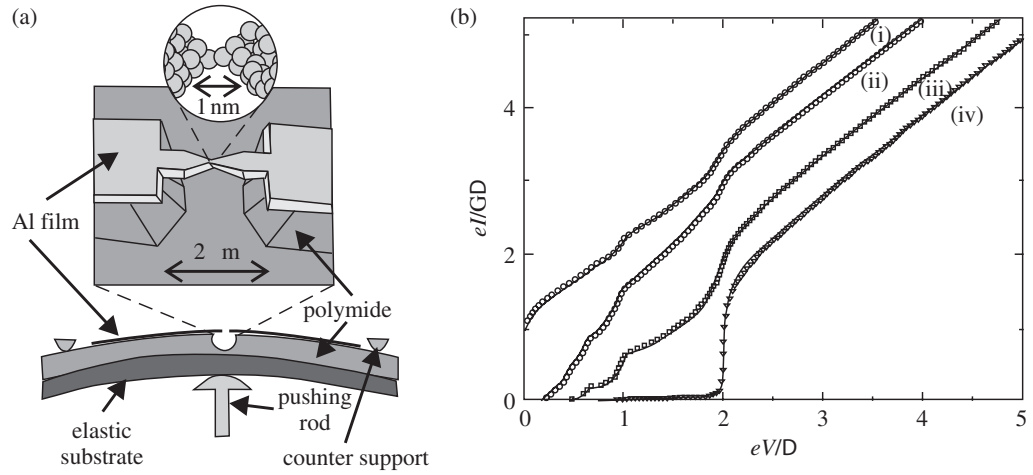 (a)
1 nm
Al film
2 m
polymide
elastic
substrate
pushing
rod
counter support
(b)
eI/GD
4
2
0
(i)
(ii)
(iii)
(iv)
0 1 2 3 4 5
eV/D